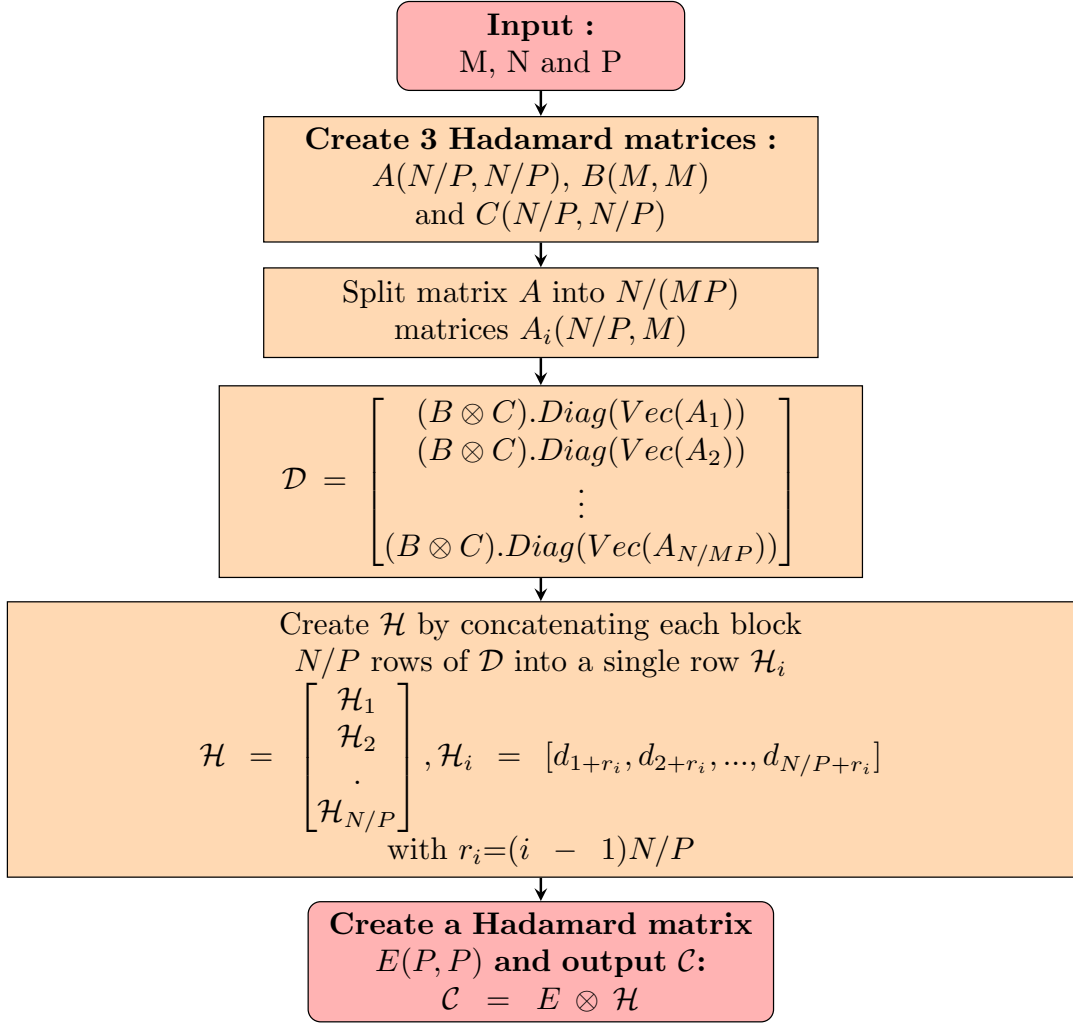 Input :
M, N and P
Create 3 Hadamard matrices :
A(N/P, N/P), B(M, M)
and C(N/P, N/P)
Split matrix A into N/(MP)
matrices A_i(N/P, M)
(B ⊗ C).Diag(Vec(A_1))
(B ⊗ C).Diag(Vec(A_2))
𝒟 =
⋮
(B ⊗ C).Diag(Vec(A_{N/MP}))
Create ℋ by concatenating each block
N/P rows of 𝒟 into a single row ℋ_i
ℋ_1
ℋ_2
ℋ = [ ] , ℋ_i = [d_{1+r_i}, d_{2+r_i}, ..., d_{N/P+r_i}]
.
ℋ_{N/P}
with r_i=(i − 1)N/P
Create a Hadamard matrix
E(P, P) and output 𝒞:
𝒞 = E ⊗ ℋ